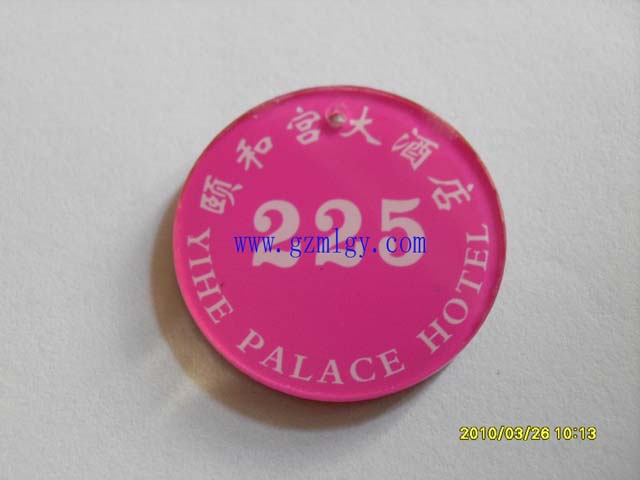 颐和宫大酒店
225
www.gzmlgy.com
YIHE PALACE HOTEL
2010/03/26 10:13